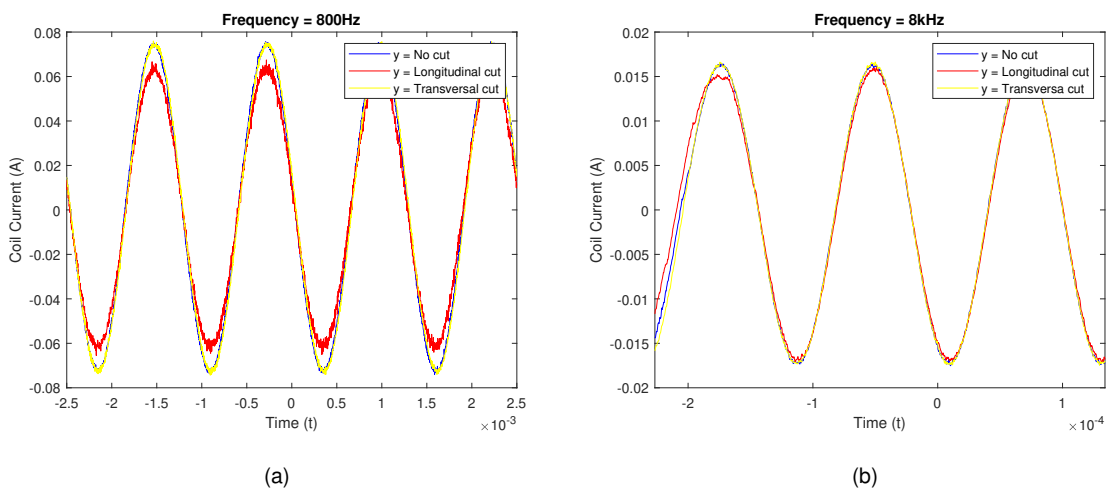 Frequency = 800Hz
0.08
0.06
0.04
0.02
0
-0.02
-0.04
-0.06
-0.08
Coil Current (A)
y = No cut
y = Longitudinal cut
y = Transversal cut
-2.5 -2 -1.5 -1 -0.5 0 0.5 1 1.5 2 2.5
Time (t)
×10-3
(a)
Frequency = 8kHz
0.02
0.015
0.01
0.005
0
-0.005
-0.01
-0.015
-0.02
Coil Current (A)
y = No cut
y = Longitudinal cut
y = Transversa cut
-2 -1 0 1
Time (t)
×10-4
(b)